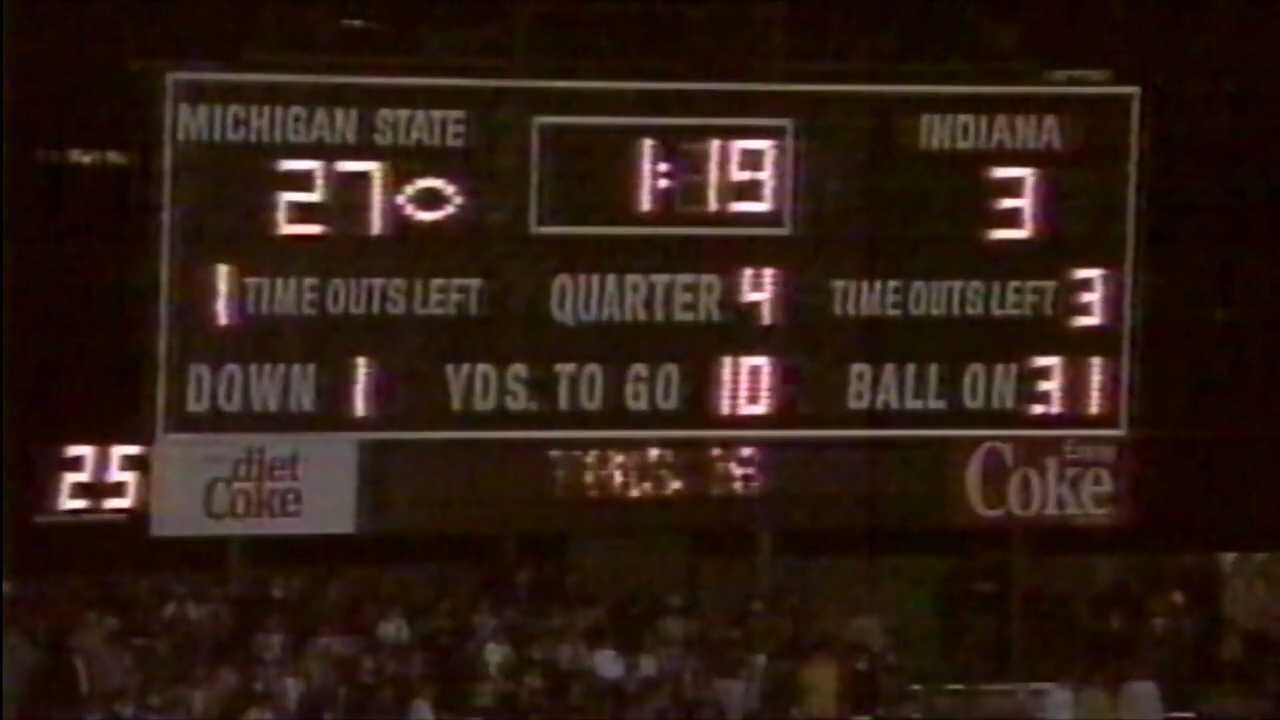 MICHIGAN STATE INDIANA
27 1:19 3
1 TIME OUTS LEFT QUARTER 4 TIME OUTS LEFT 3
DOWN 1 YDS. TO GO 10 BALL ON 31
25
diet Coke
Enjoy Coke